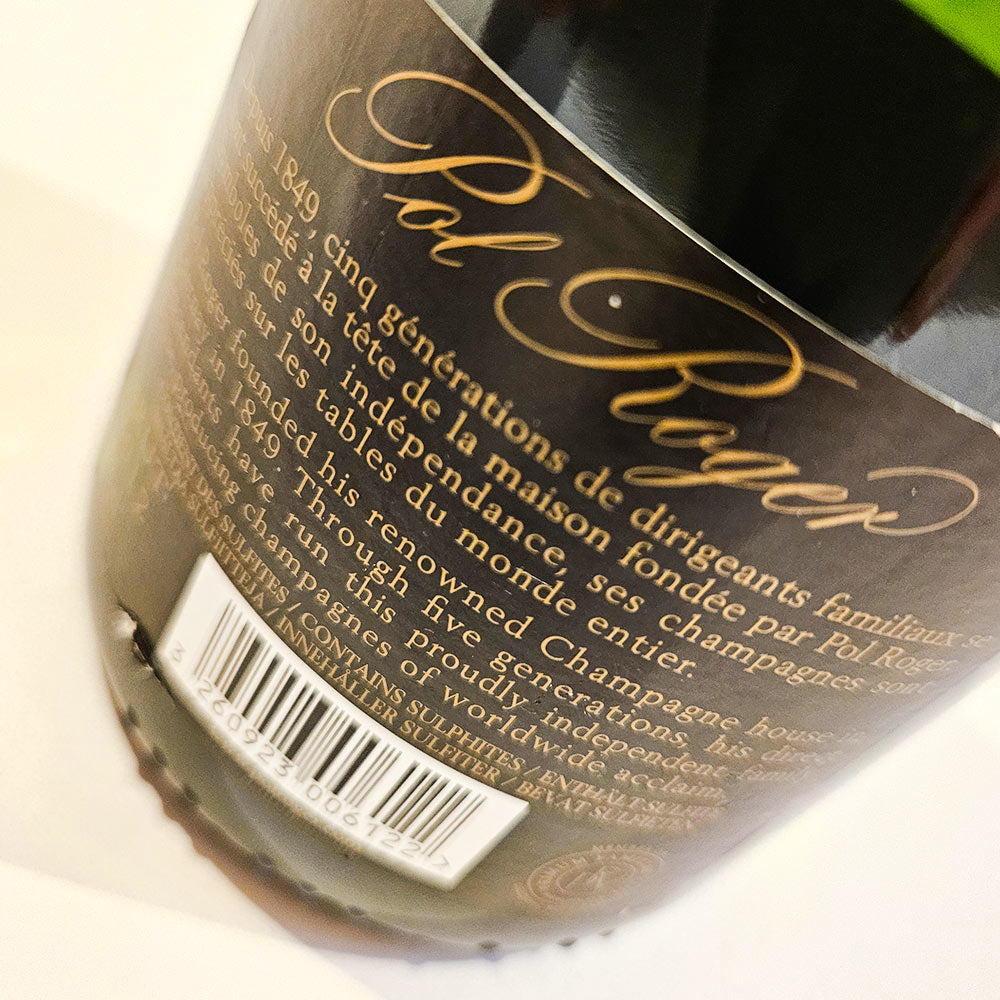 Pol Roger
puis 1849, cinq générations de dirigeants familiaux se
succédé à la tête de la maison fondée par Pol Roger.
boles de son indépendance, ses champagnes sont
sur les tables du monde entier.
founded his renowned Champagne house
in 1849. Through five generations, his
have run this proudly independent
champagnes of worldwide acclaim.
SULFITES / CONTAINS SULPHITES / ENTHÄLT
/ INNEHÅLLER SULFITER / BEVAT SULFIETEN
3 260923 006122 >